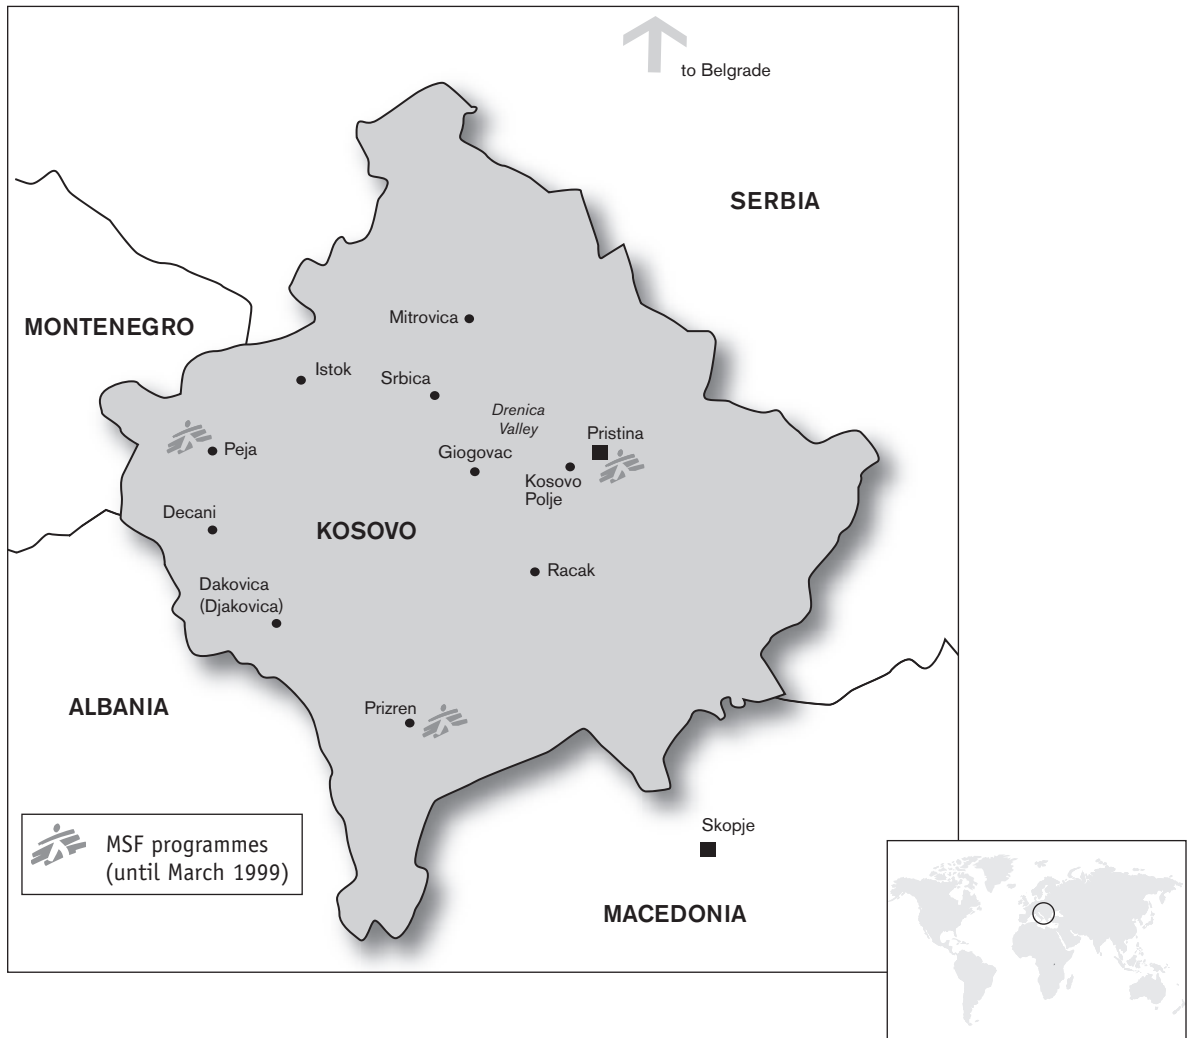 to Belgrade
SERBIA
MONTENEGRO
Mitrovica
Istok
Srbica
Drenica
Valley
Pristina
Peja
Giogovac
Kosovo
Polje
Decani
KOSOVO
Racak
Dakovica
(Djakovica)
ALBANIA
Prizren
Skopje
MSF programmes
(until March 1999)
MACEDONIA